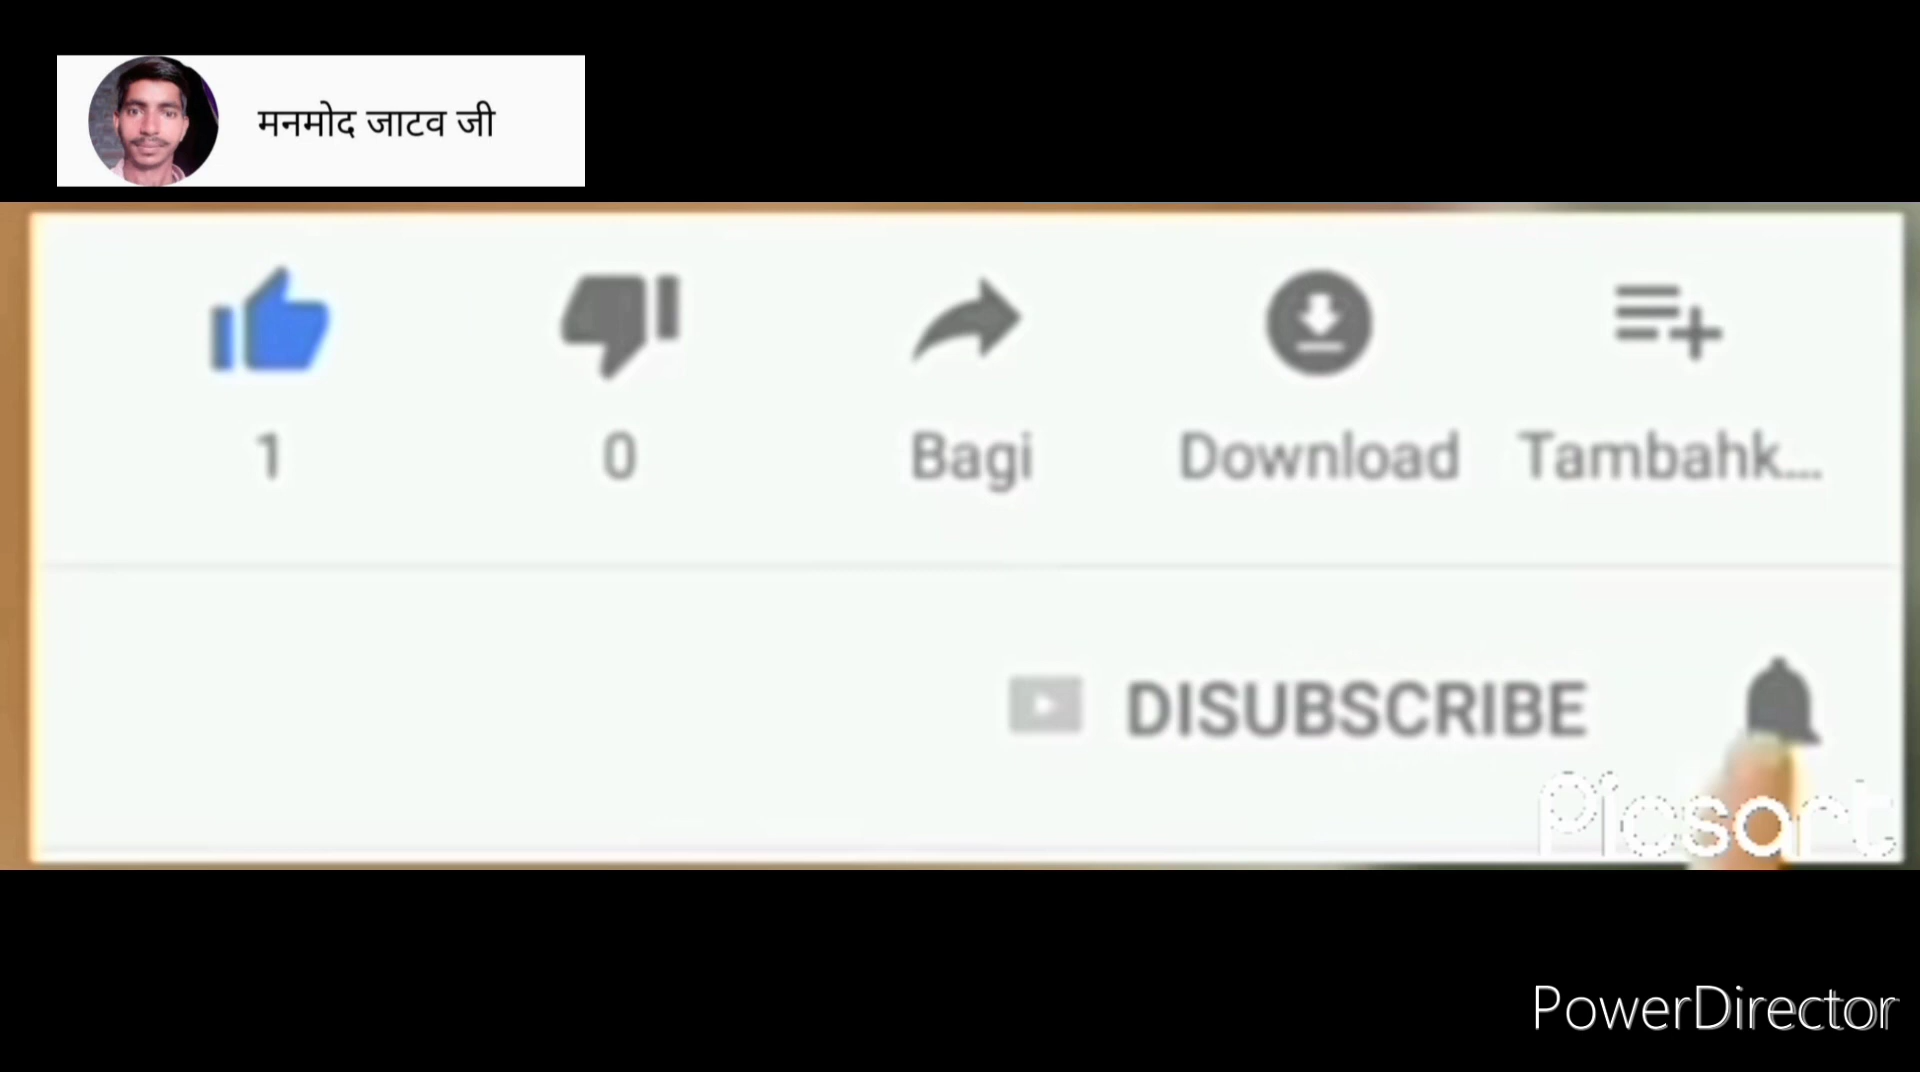 मनमोद जाटव जी
1 0 Bagi Download Tambahk...
DISUBSCRIBE
Picsart
PowerDirector